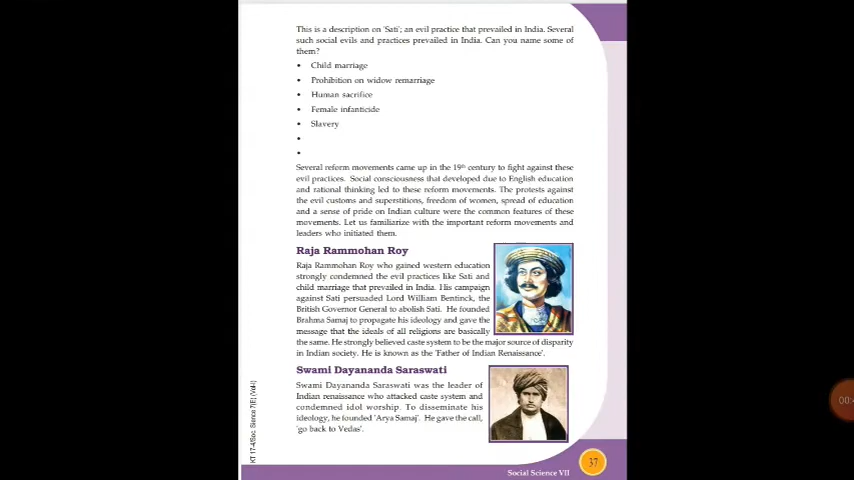 This is a description on 'Sati'; an evil practice that prevailed in India. Several
such social evils and practices prevailed in India. Can you name some of
them?
• Child marriage
• Prohibition on widow remarriage
• Human sacrifice
• Female infanticide
• Slavery
•
•
Several reform movements came up in the 19th century to fight against these
evil practices. Social consciousness that developed due to English education
and rational thinking led to these reform movements. The protests against
the evil customs and superstitions, freedom of women, spread of education
and a sense of pride on Indian culture were the common features of these
movements. Let us familiarize with the important reform movements and
leaders who initiated them.
Raja Rammohan Roy
Raja Rammohan Roy who gained western education
strongly condemned the evil practices like Sati and
child marriage that prevailed in India. His campaign
against Sati persuaded Lord William Bentinck, the
British Governor General to abolish Sati. He founded
Brahma Samaj to propagate his ideology and gave the
message that the ideals of all religions are basically
the same. He strongly believed caste system to be the major source of disparity
in Indian society. He is known as the 'Father of Indian Renaissance'.
Swami Dayananda Saraswati
Swami Dayananda Saraswati was the leader of
Indian renaissance who attacked caste system and
condemned idol worship. To disseminate his
ideology, he founded 'Arya Samaj'. He gave the call,
'go back to Vedas'.
KT 17-4/Soc. Science 7(E) (Vol-I)
37
Social Science VII